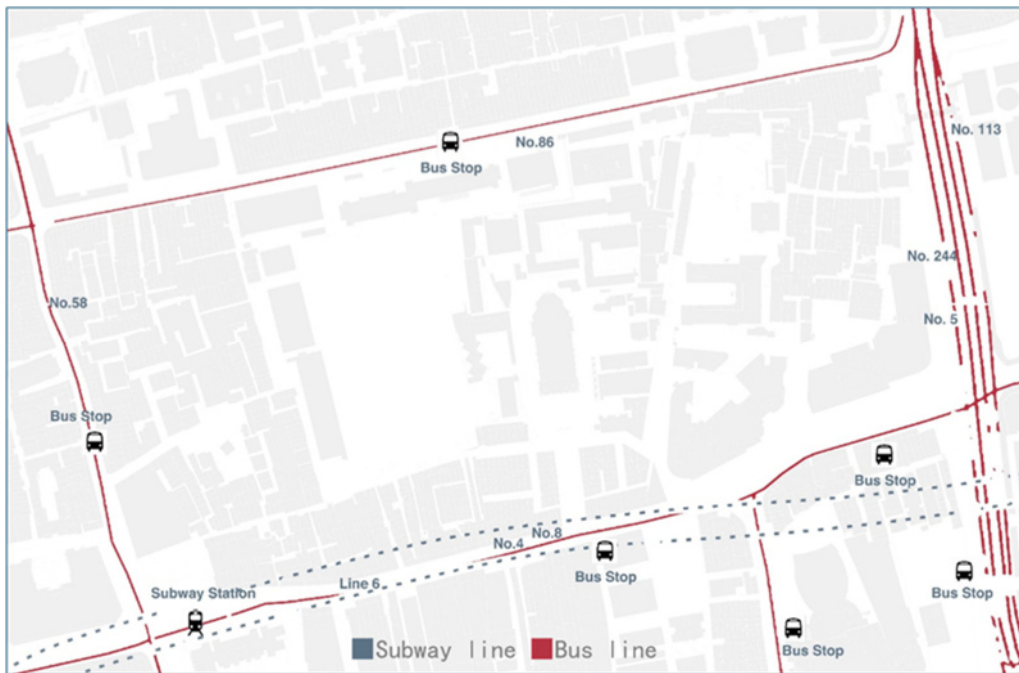 No. 113
No.86
Bus Stop
No. 244
No.58
No. 5
Bus Stop
Bus Stop
No.8
No.4
Bus Stop
Line 6
Subway Station
Bus Stop
Bus Stop
Subway line
Bus line